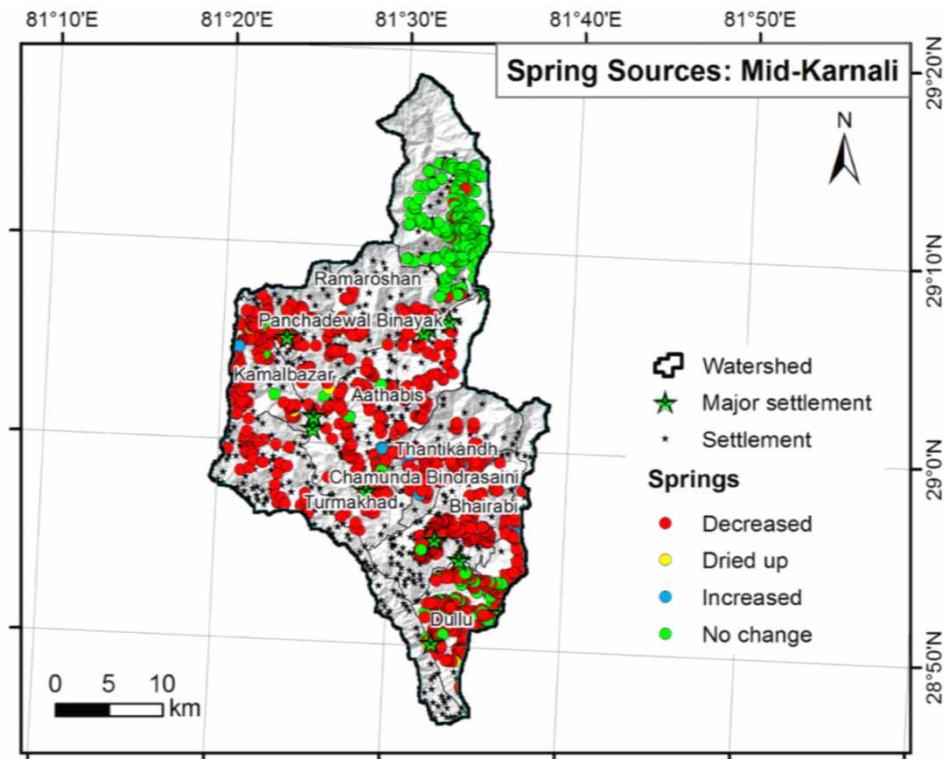 81°10'E 81°20'E 81°30'E 81°40'E 81°50'E
Spring Sources: Mid-Karnali
29°20'N
N
29°10'N
Ramaroshan
Panchadewal Binayak
Kamalbazar
Aathabis
Watershed
Major settlement
Settlement
Thantikandh
29°0'N
Chamunda Bindrasaini
Springs
Turmakhad
Bhairabi
Decreased
Dried up
Increased
Dullu
No change
28°50'N
0 5 10
km